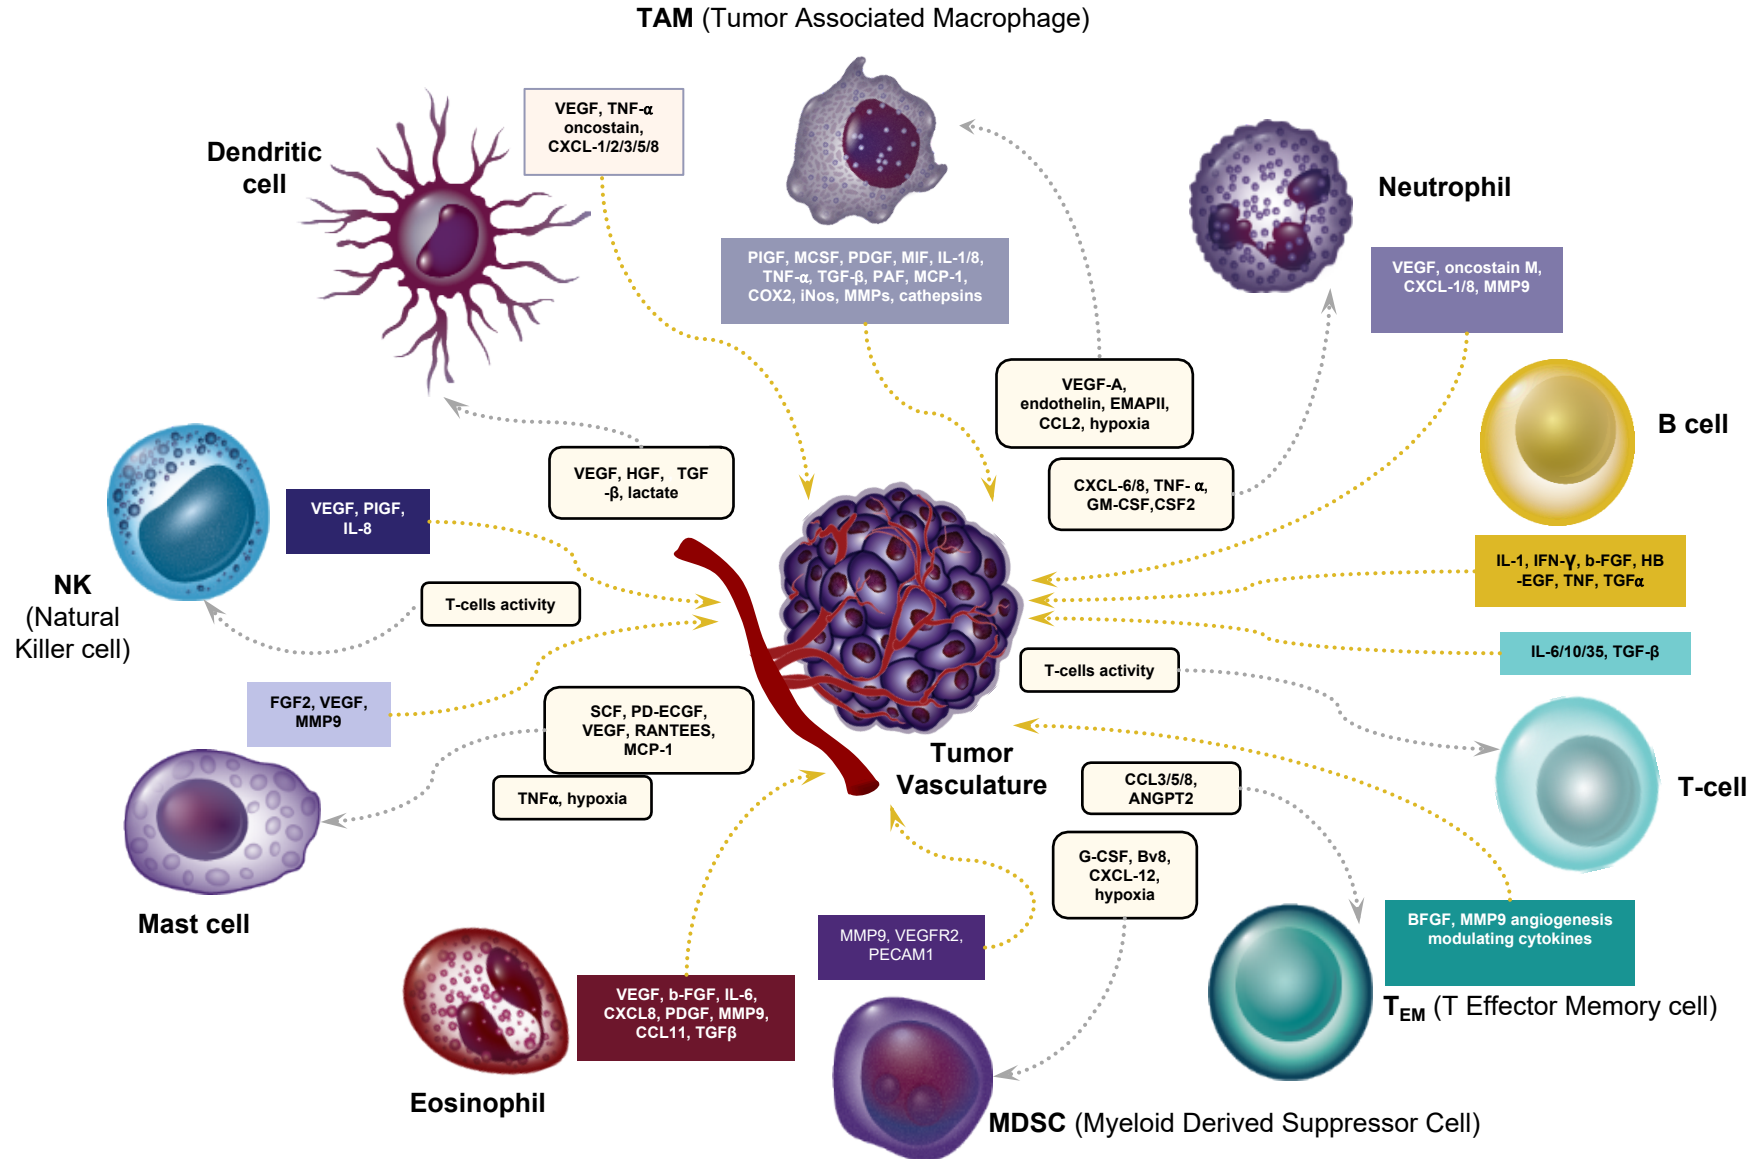 TAM (Tumor Associated Macrophage)
VEGF, TNF-α
oncostain,
CXCL-1/2/3/5/8
Dendritic
cell
Neutrophil
PIGF, MCSF, PDGF, MIF, IL-1/8,
TNF-α, TGF-β, PAF, MCP-1,
COX2, iNos, MMPs, cathepsins
VEGF, oncostain M,
CXCL-1/8, MMP9
VEGF-A,
endothelin, EMAPII,
CCL2, hypoxia
B cell
VEGF, HGF, TGF
-β, lactate
CXCL-6/8, TNF- α,
GM-CSF,CSF2
VEGF, PIGF,
IL-8
IL-1, IFN-γ, b-FGF, HB
-EGF, TNF, TGFα
NK
(Natural
Killer cell)
T-cells activity
IL-6/10/35, TGF-β
T-cells activity
FGF2, VEGF,
MMP9
SCF, PD-ECGF,
VEGF, RANTEES,
MCP-1
TNFα, hypoxia
Tumor
Vasculature
CCL3/5/8,
ANGPT2
T-cell
G-CSF, Bv8,
CXCL-12,
hypoxia
Mast cell
BFGF, MMP9 angiogenesis
modulating cytokines
MMP9, VEGFR2,
PECAM1
VEGF, b-FGF, IL-6,
CXCL8, PDGF, MMP9,
CCL11, TGFβ
TEM (T Effector Memory cell)
Eosinophil
MDSC (Myeloid Derived Suppressor Cell)